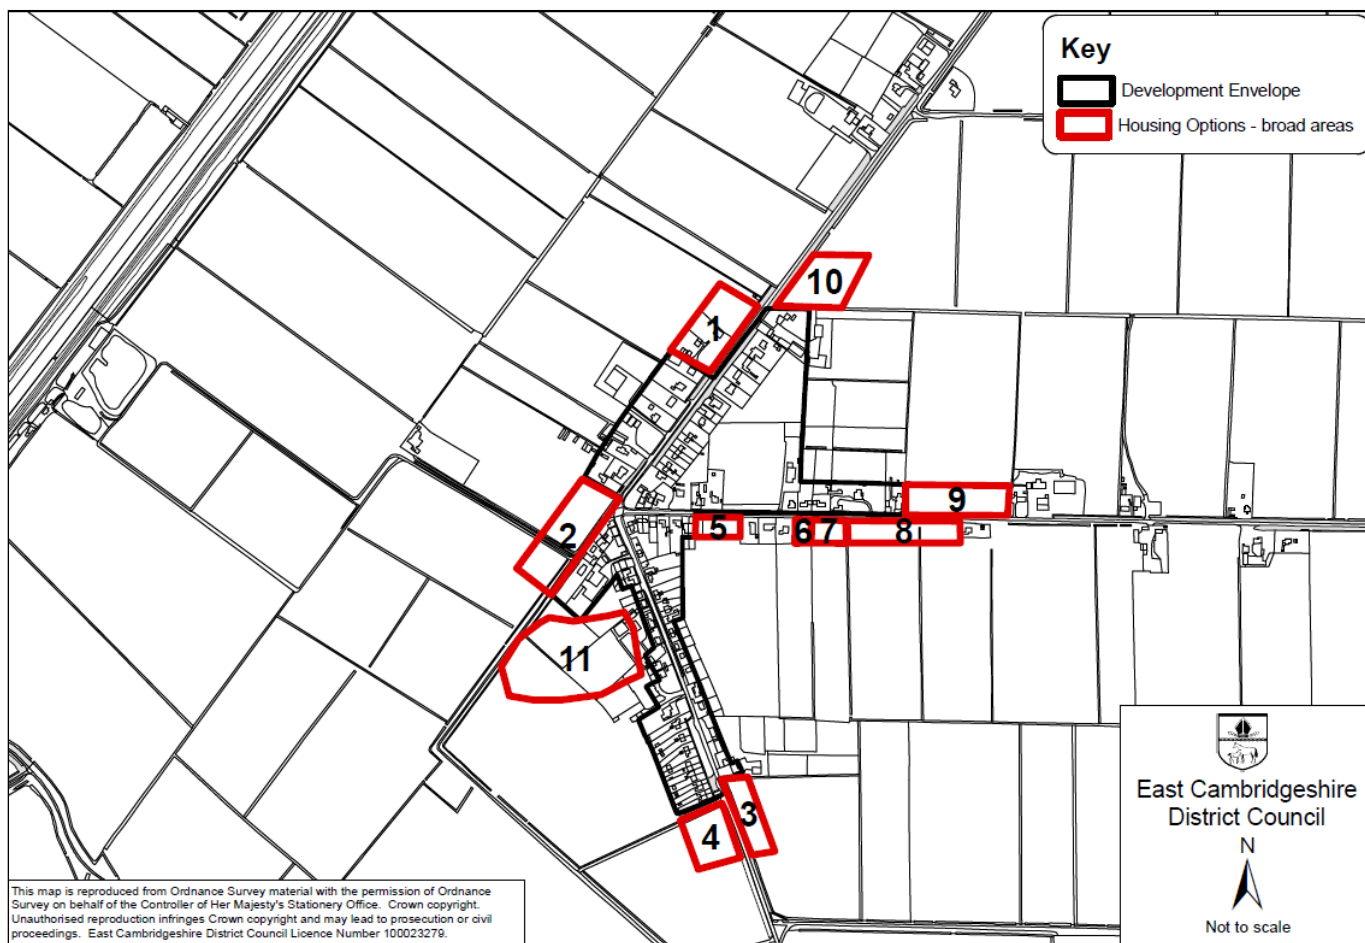 Key
Development Envelope
Housing Options - broad areas
10
1
9
2
5
6
7
8
11
3
4
East Cambridgeshire
District Council
N
Not to scale
This map is reproduced from Ordnance Survey material with the permission of Ordnance
Survey on behalf of the Controller of Her Majesty's Stationery Office. Crown copyright.
Unauthorised reproduction infringes Crown copyright and may lead to prosecution or civil
proceedings. East Cambridgeshire District Council Licence Number 100023279.